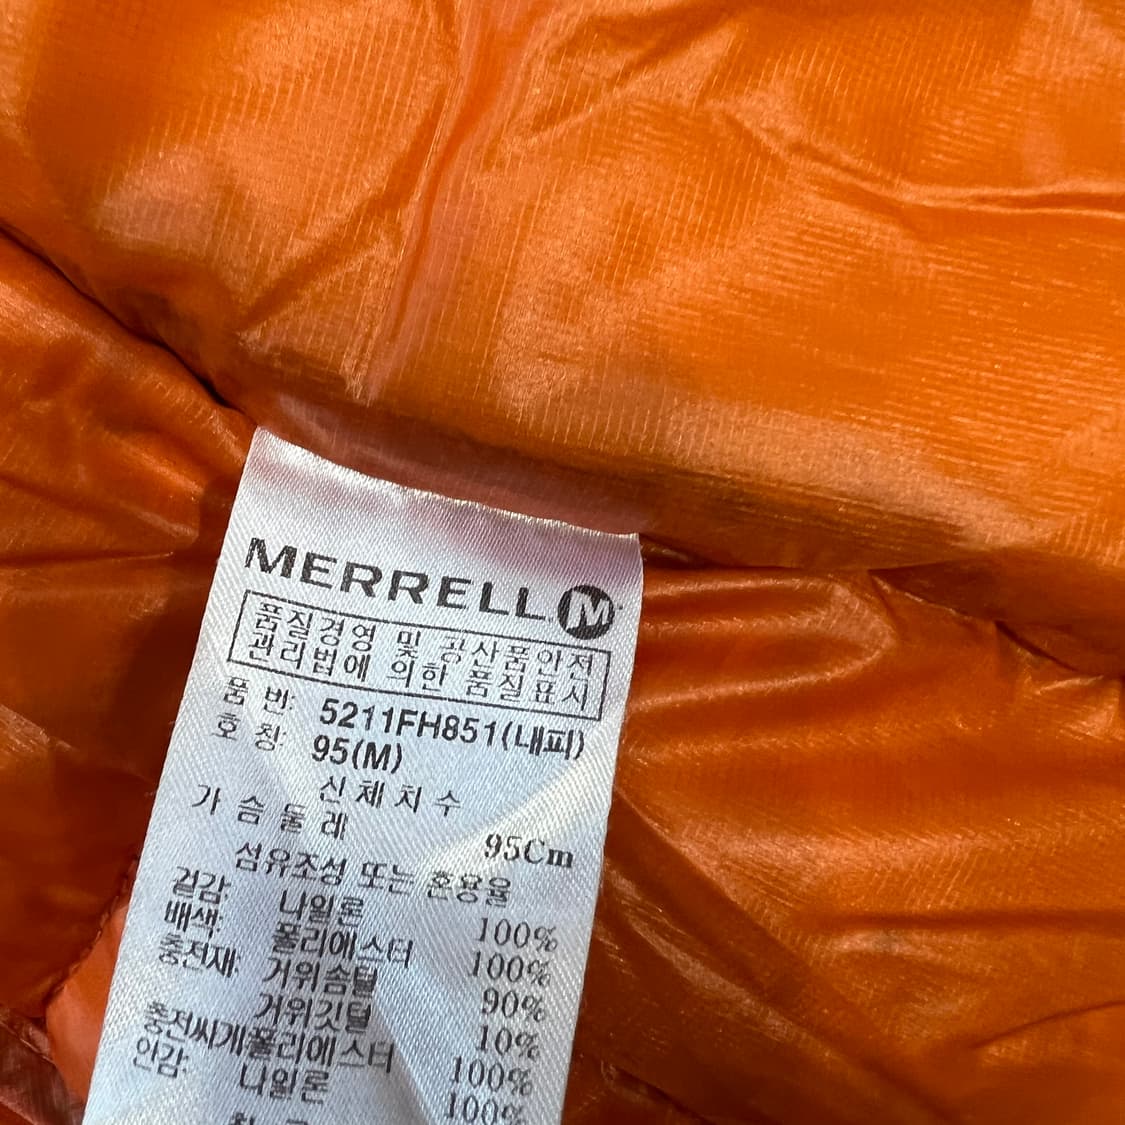 MERRELL M
품질경영 및 공산품안전
관리법에 의한 품질표시
품 번: 5211FH851(내피)
호 칭: 95(M)
신체치수
가 슴 둘 레 95Cm
섬유조성 또는 혼용율
겉감: 나일론 100%
배색: 폴리에스터 100%
충전재: 거위솜털 90%
거위깃털 10%
충전씨개폴리에스터 100%
안감: 나일론 100%